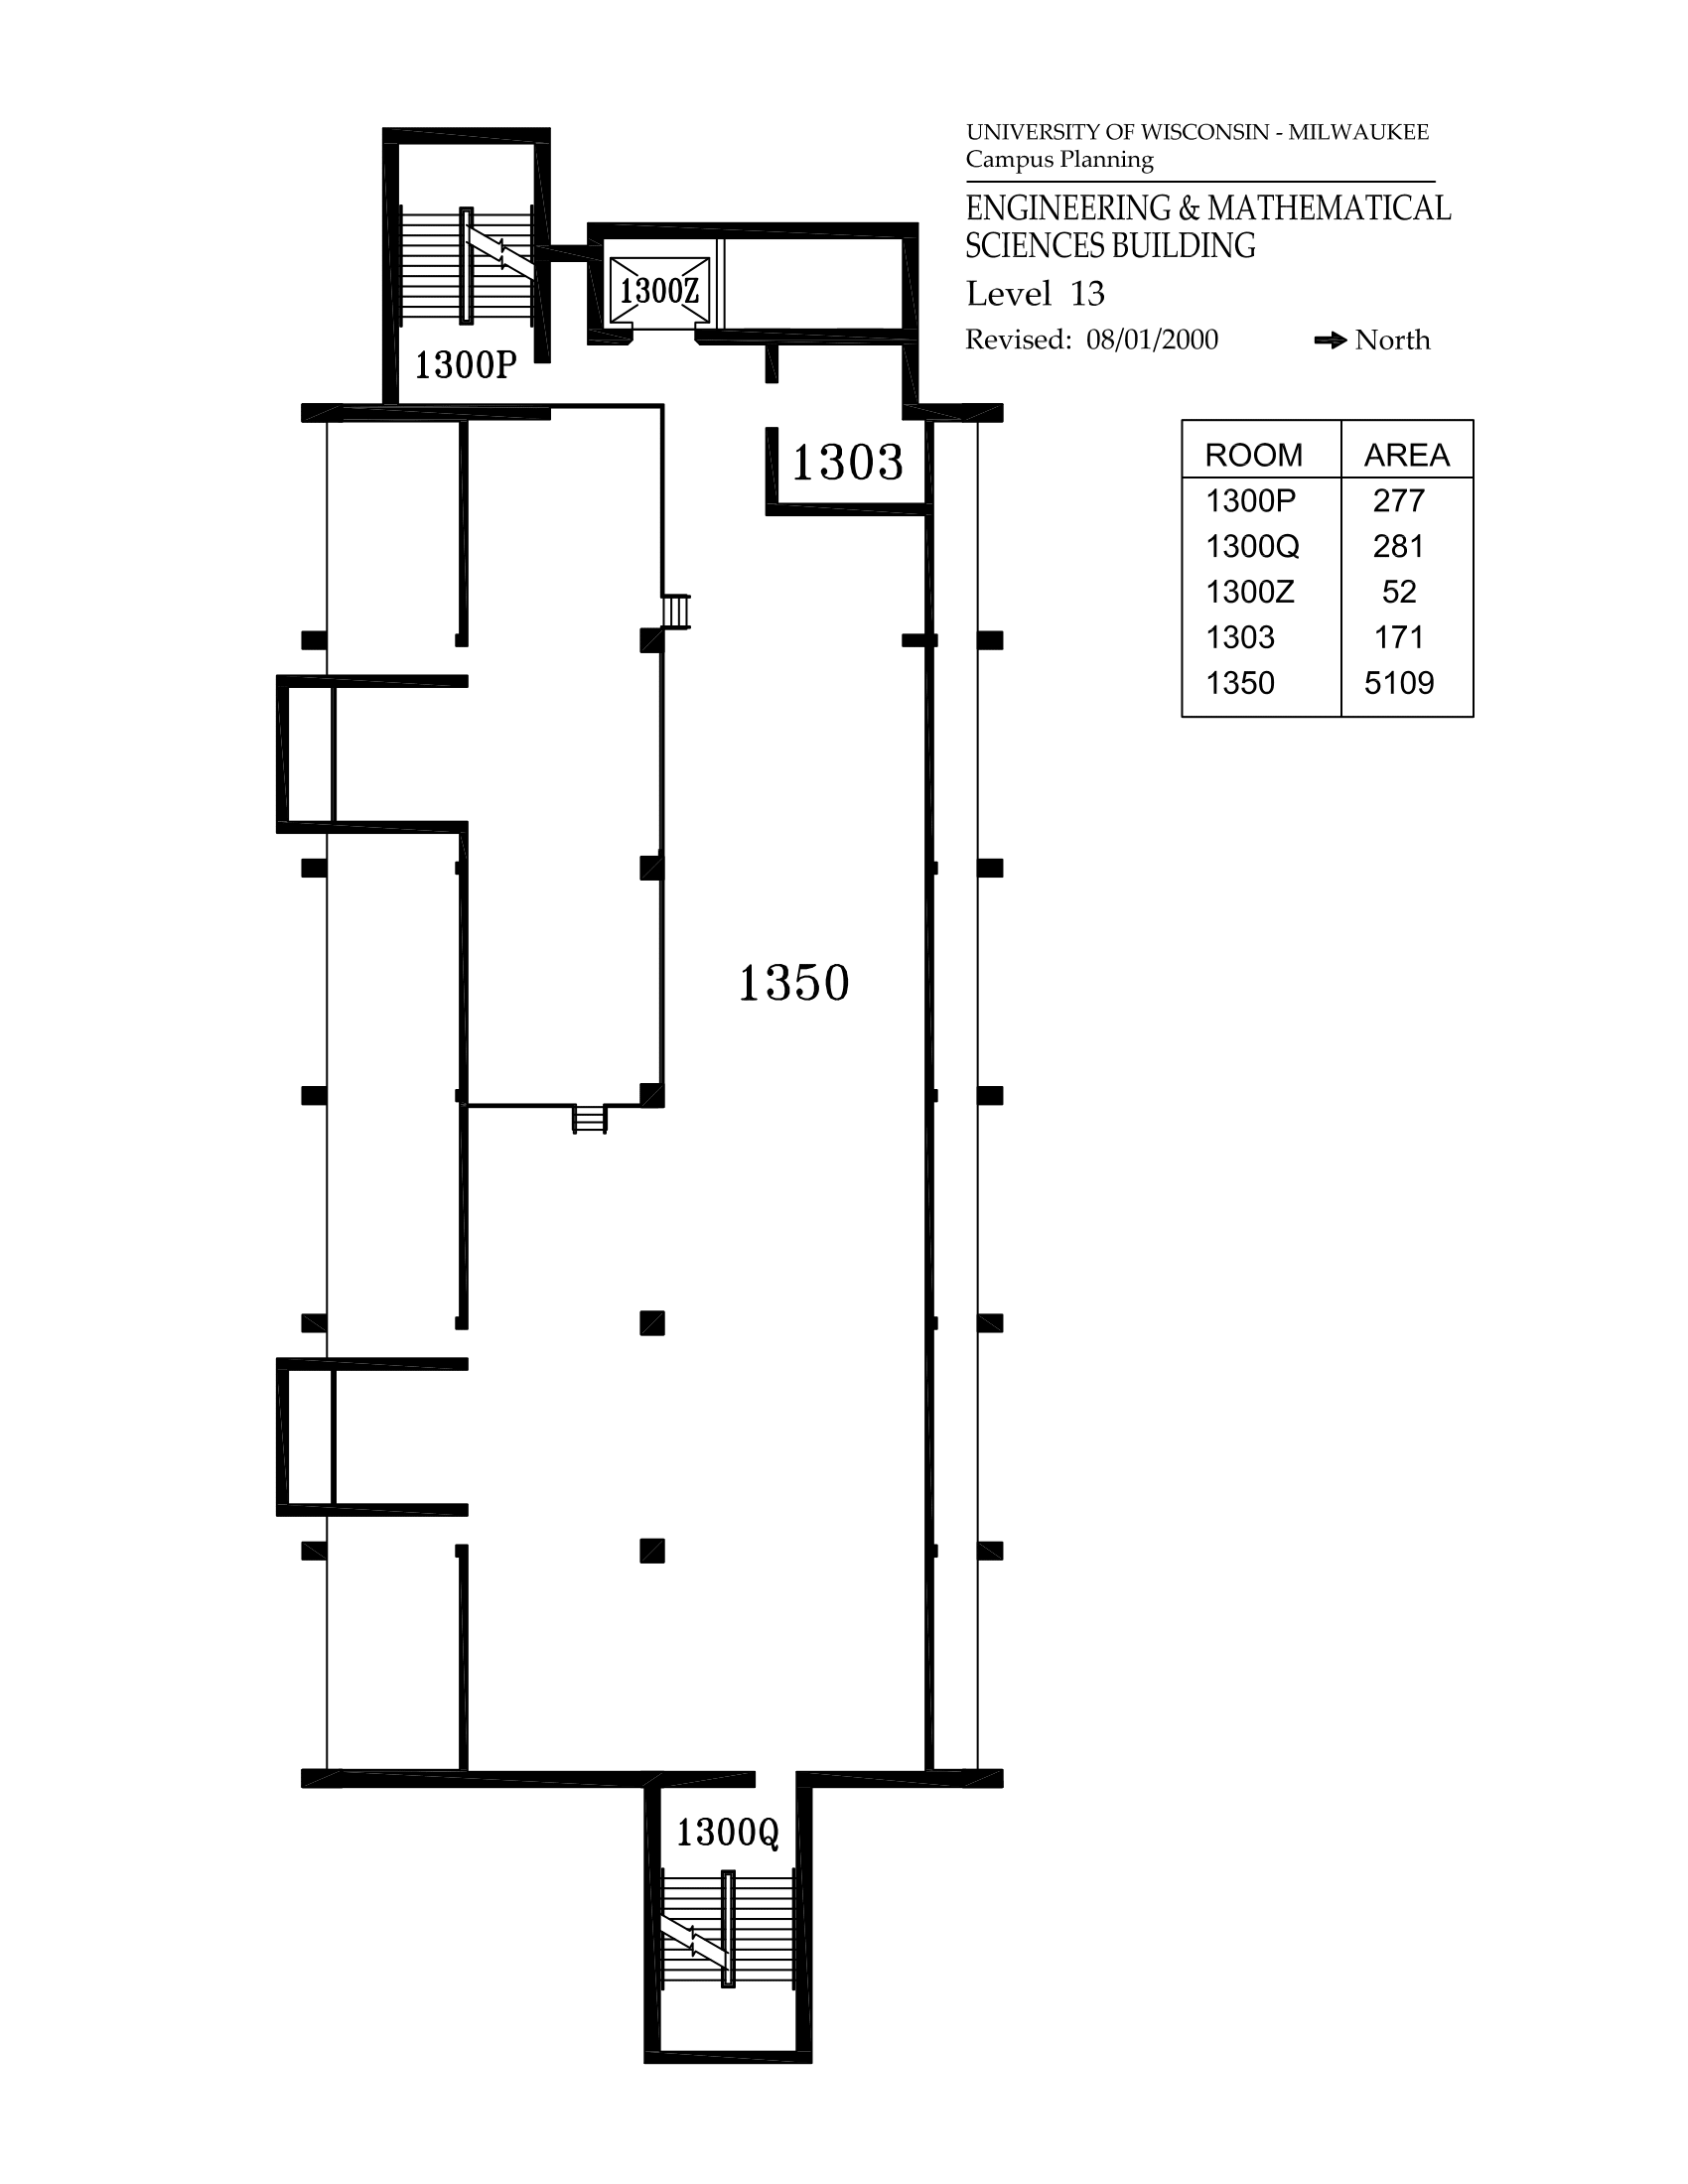 UNIVERSITY OF WISCONSIN - MILWAUKEE
Campus Planning
ENGINEERING & MATHEMATICAL
SCIENCES BUILDING
Level 13
Revised: 08/01/2000 North
1300Z
1300P
1303
ROOM AREA
1300P 277
1300Q 281
1300Z 52
1303 171
1350 5109
1350
1300Q